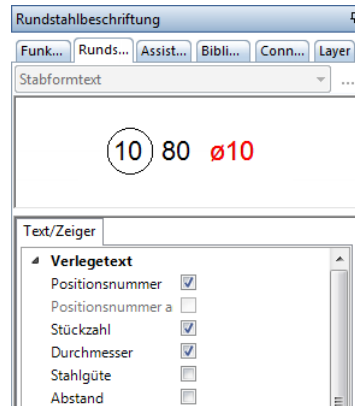 Rundstahlbeschriftung
Funk... Runds... Assist... Bibli... Conn... Layer
Stabformtext ...
10 80 ø10
Text/Zeiger
Verlegetext
Positionsnummer
Positionsnummer a
Stückzahl
Durchmesser
Stahlgüte
Abstand